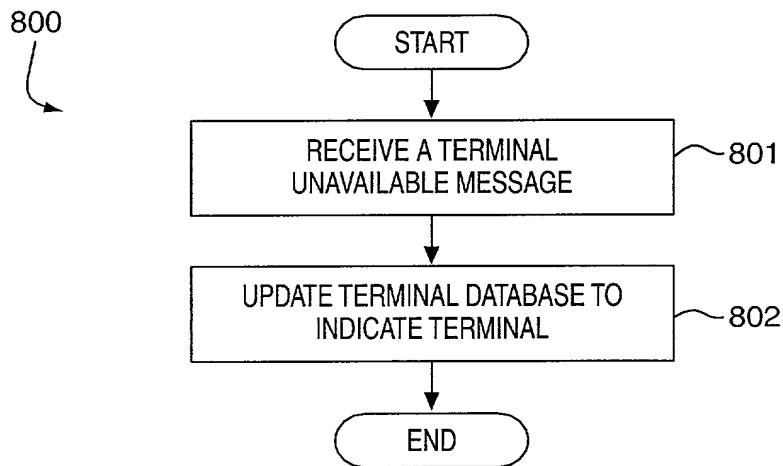 800
START
RECEIVE A TERMINAL
UNAVAILABLE MESSAGE
801
UPDATE TERMINAL DATABASE TO
INDICATE TERMINAL
802
END